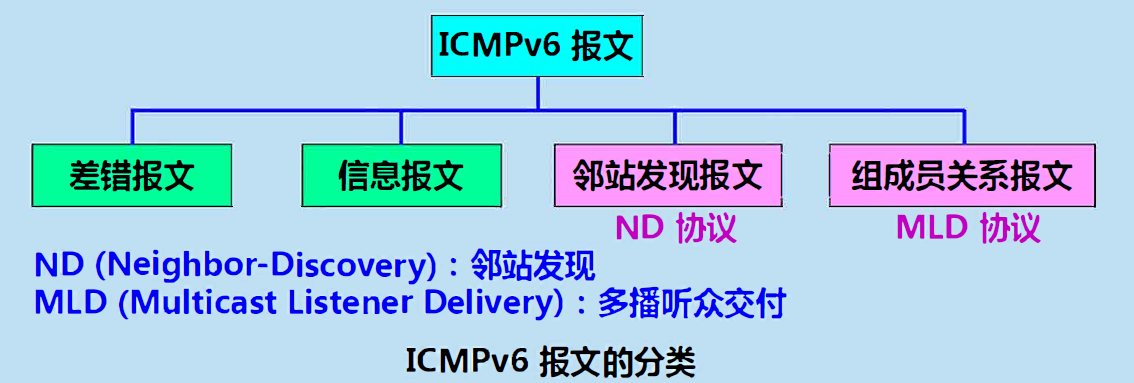 ICMPv6 报文
差错报文
信息报文
邻站发现报文
组成员关系报文
ND 协议
MLD 协议
ND (Neighbor-Discovery)：邻站发现
MLD (Multicast Listener Delivery)：多播听众交付
ICMPv6 报文的分类